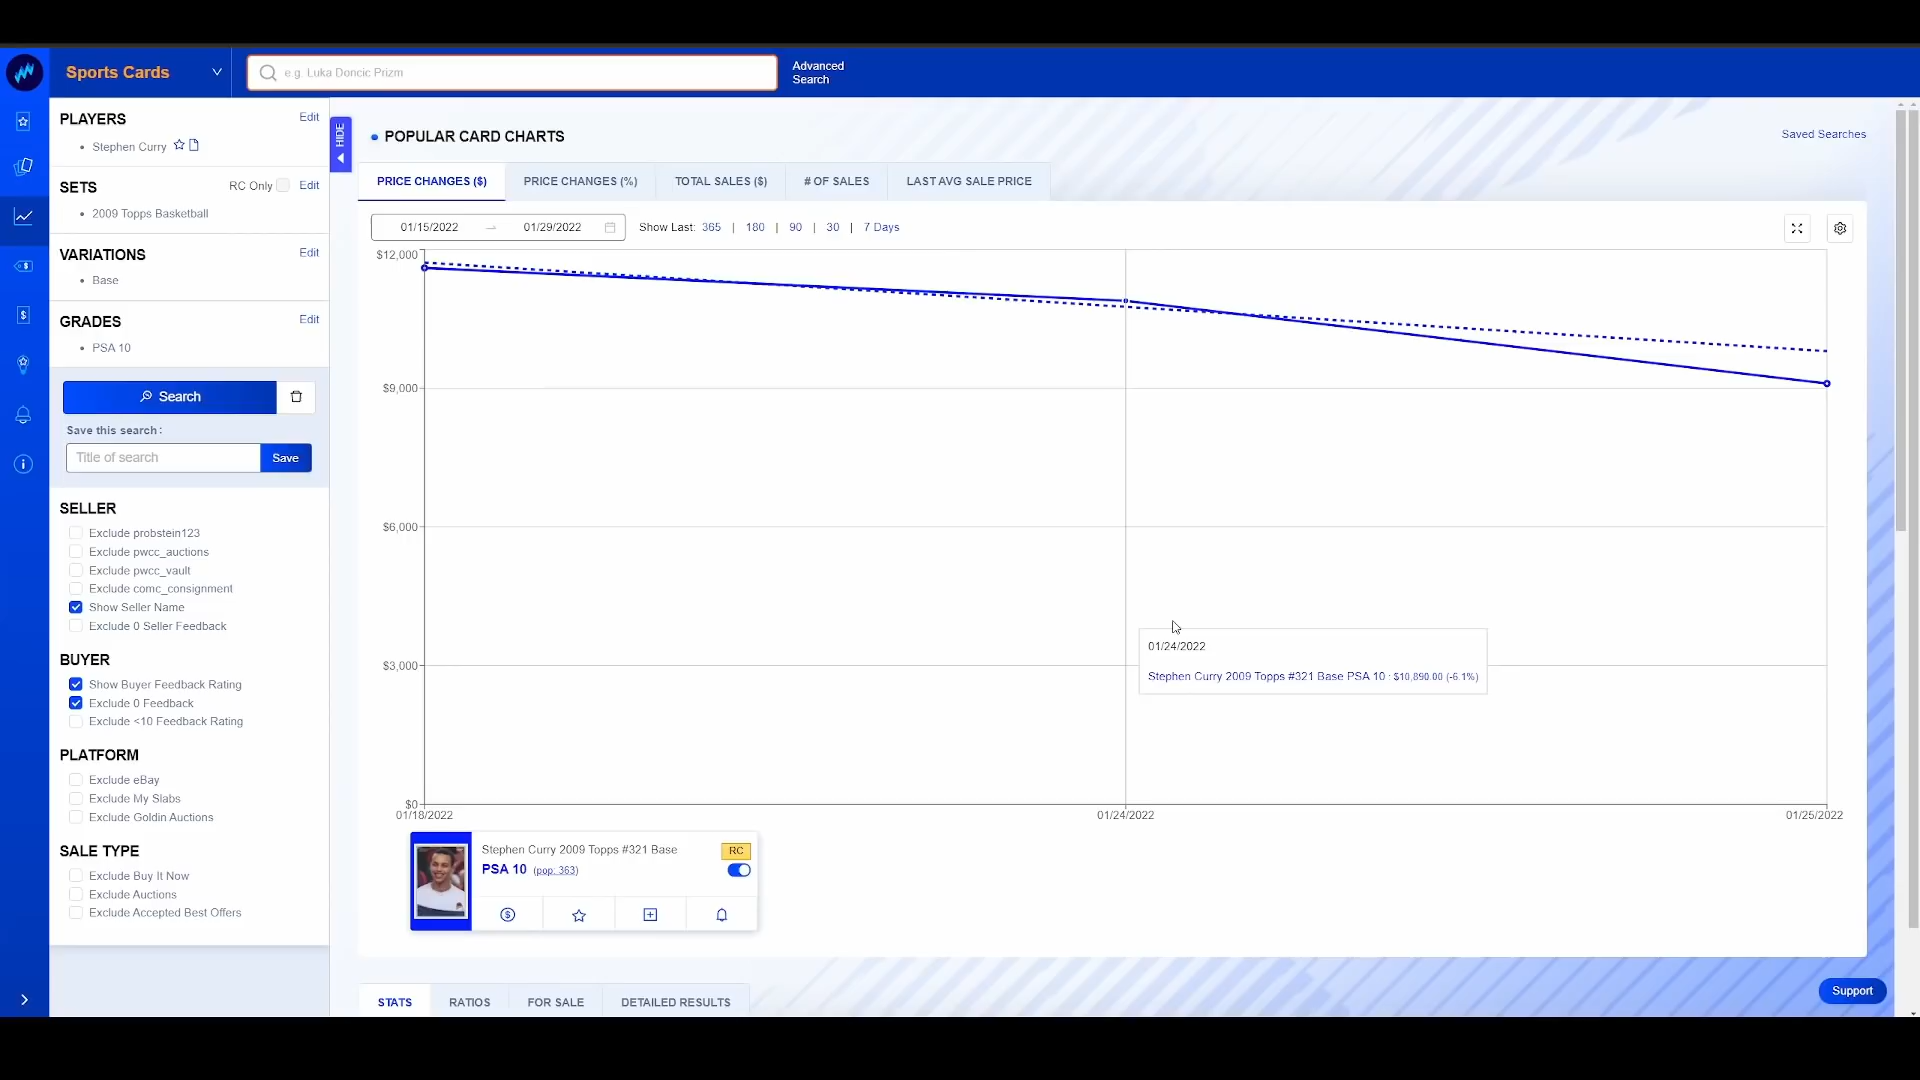 Sports Cards
e.g. Luka Doncic Prizm
Advanced
Search
PLAYERS
Edit
Stephen Curry
SETS
RC Only
Edit
2009 Topps Basketball
VARIATIONS
Edit
Base
GRADES
Edit
PSA 10
Search
Save this search:
Title of search
Save
SELLER
Exclude probstein123
Exclude pwcc_auctions
Exclude pwcc_vault
Exclude comc_consignment
Show Seller Name
Exclude 0 Seller Feedback
BUYER
Show Buyer Feedback Rating
Exclude 0 Feedback
Exclude <10 Feedback Rating
PLATFORM
Exclude eBay
Exclude My Slabs
Exclude Goldin Auctions
SALE TYPE
Exclude Buy It Now
Exclude Auctions
Exclude Accepted Best Offers
HIDE
POPULAR CARD CHARTS
Saved Searches
PRICE CHANGES ($)
PRICE CHANGES (%)
TOTAL SALES ($)
# OF SALES
LAST AVG SALE PRICE
01/15/2022
01/29/2022
Show Last: 365 | 180 | 90 | 30 | 7 Days
$12,000
$9,000
$6,000
$3,000
$0
01/24/2022
Stephen Curry 2009 Topps #321 Base PSA 10 : $10,890.00 (-6.1%)
01/18/2022
01/24/2022
01/25/2022
Stephen Curry 2009 Topps #321 Base
RC
PSA 10 (pop: 363)
STATS
RATIOS
FOR SALE
DETAILED RESULTS
Support